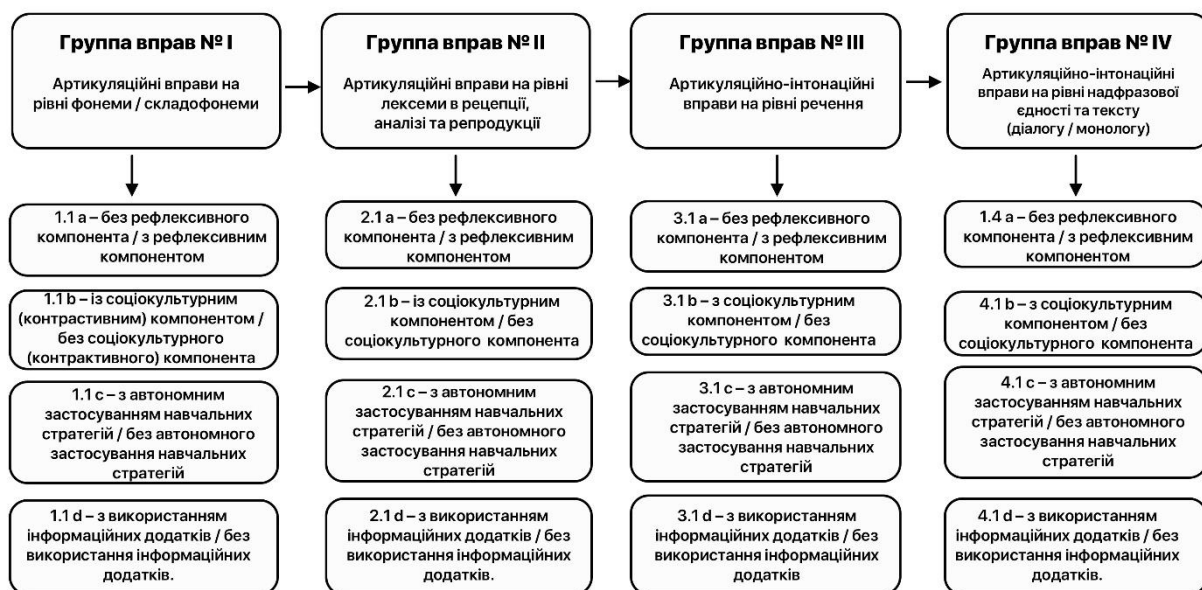 Группа вправ № I
Артикуляційні вправи на
рівні фонеми / складофонеми
Группа вправ № II
Артикуляційні вправи на рівні
лексеми в рецепції,
аналізі та репродукції
Группа вправ № III
Артикуляційно-інтонаційні
вправи на рівні речення
Группа вправ № IV
Артикуляційно-інтонаційні
вправи на рівні надфразової
єдності та тексту
(діалогу / монологу)
1.1 а – без рефлексивного
компонента / з рефлексивним
компонентом
2.1 а – без рефлексивного
компонента / з рефлексивним
компонентом
3.1 а – без рефлексивного
компонента / з рефлексивним
компонентом
1.4 а – без рефлексивного
компонента / з рефлексивним
компонентом
1.1 b – із соціокультурним
(контрастивним) компонентом /
без соціокультурного
(контрактивного) компонента
2.1 b – із соціокультурним
компонентом / без
соціокультурного компонента
3.1 b – з соціокультурним
компонентом / без
соціокультурного компонента
4.1 b – з соціокультурним
компонентом / без
соціокультурного компонента
1.1 с – з автономним
застосуванням навчальних
стратегій / без автономного
застосування навчальних
стратегій
2.1 с – з автономним
застосуванням навчальних
стратегій / без автономного
застосування навчальних
стратегій
3.1 с – з автономним
застосуванням навчальних
стратегій / без автономного
застосування навчальних
стратегій
4.1 с – з автономним
застосуванням навчальних
стратегій / без автономного
застосування навчальних
стратегій
1.1 d – з використанням
інформаційних додатків / без
використання інформаційних
додатків.
2.1 d – з використанням
інформаційних додатків / без
використання інформаційних
додатків.
3.1 d – з використанням
інформаційних додатків / без
використання інформаційних
додатків
4.1 d – з використанням
інформаційних додатків / без
використання інформаційних
додатків.